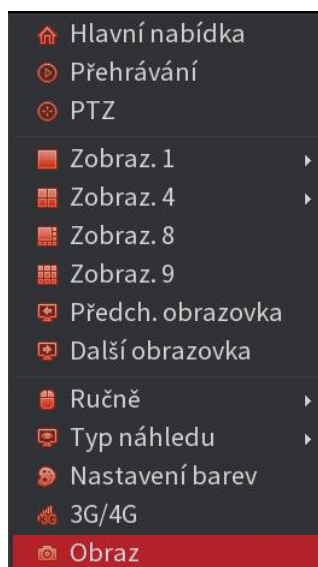 Hlavní nabídka
Přehrávání
PTZ
Zobraz. 1
Zobraz. 4
Zobraz. 8
Zobraz. 9
Předch. obrazovka
Další obrazovka
Ručně
Typ náhledu
Nastavení barev
3G 3G/4G
Obraz